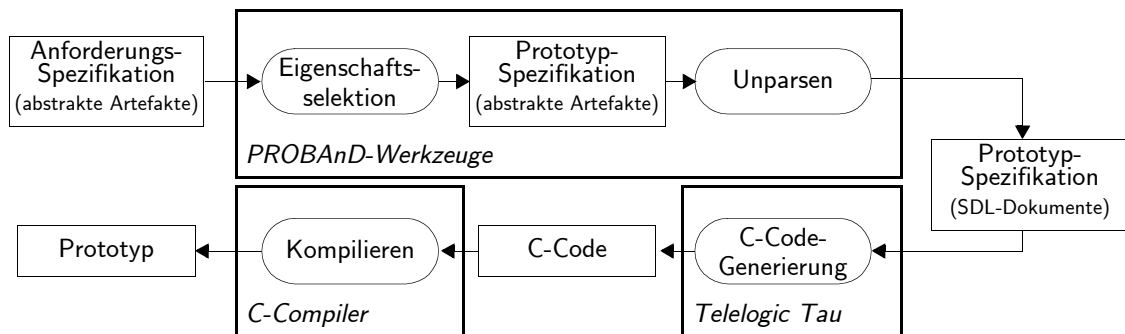 Anforderungs-
Spezifikation
(abstrakte Artefakte)
Eigenschafts-
selektion
Prototyp-
Spezifikation
(abstrakte Artefakte)
Unparsen
PROBAnD-Werkzeuge
Prototyp-
Spezifikation
(SDL-Dokumente)
Prototyp
Kompilieren
C-Code
C-Code-
Generierung
C-Compiler
Telelogic Tau